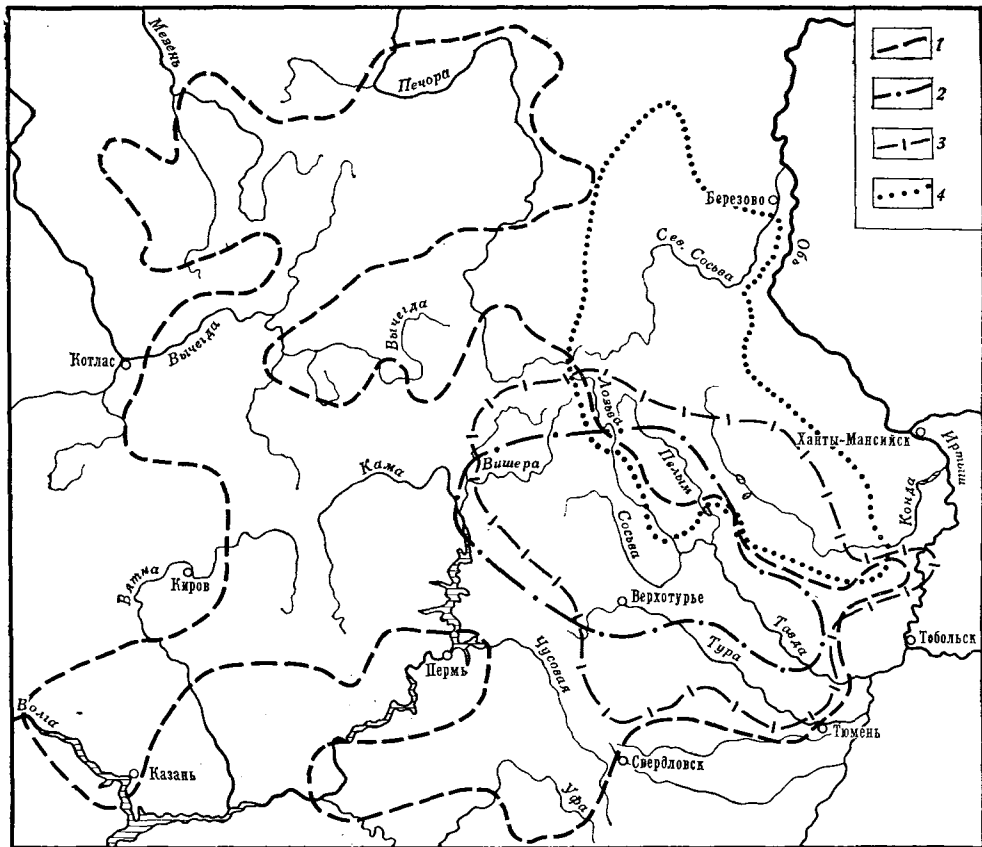 Мезень
Печора
1
2
3
4
Березово
Сев. Сосьва
Обь
Котлас
Вычегда
Вычегда
Лозьва
Ханты-Мансийск
Иртыш
Вишера
Пелым
Кама
Конда
Сосьва
Вятка
Киров
Верхотурье
Тавда
Тобольск
Тура
Чусовая
Пермь
Волга
Тюмень
Свердловск
Казань
Уфа